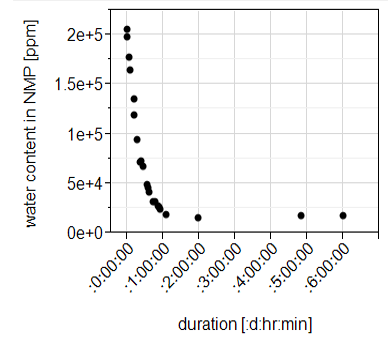 water content in NMP [ppm]
2e+5
1.5e+5
1e+5
5e+4
0e+0
:0:00:00
:1:00:00
:2:00:00
:3:00:00
:4:00:00
:5:00:00
:6:00:00
duration [:d:hr:min]